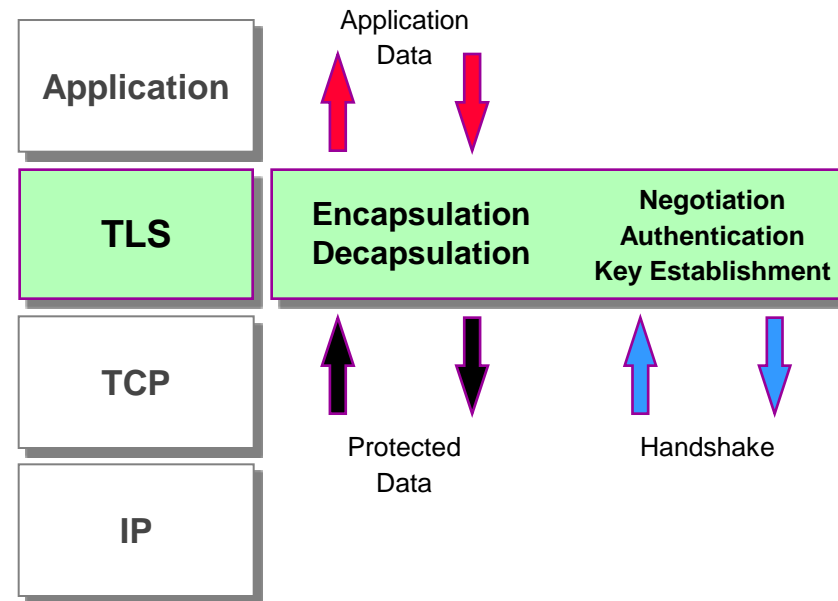 Application
Data
Application
TLS
Encapsulation
Decapsulation
Negotiation
Authentication
Key Establishment
TCP
Protected
Data
Handshake
IP